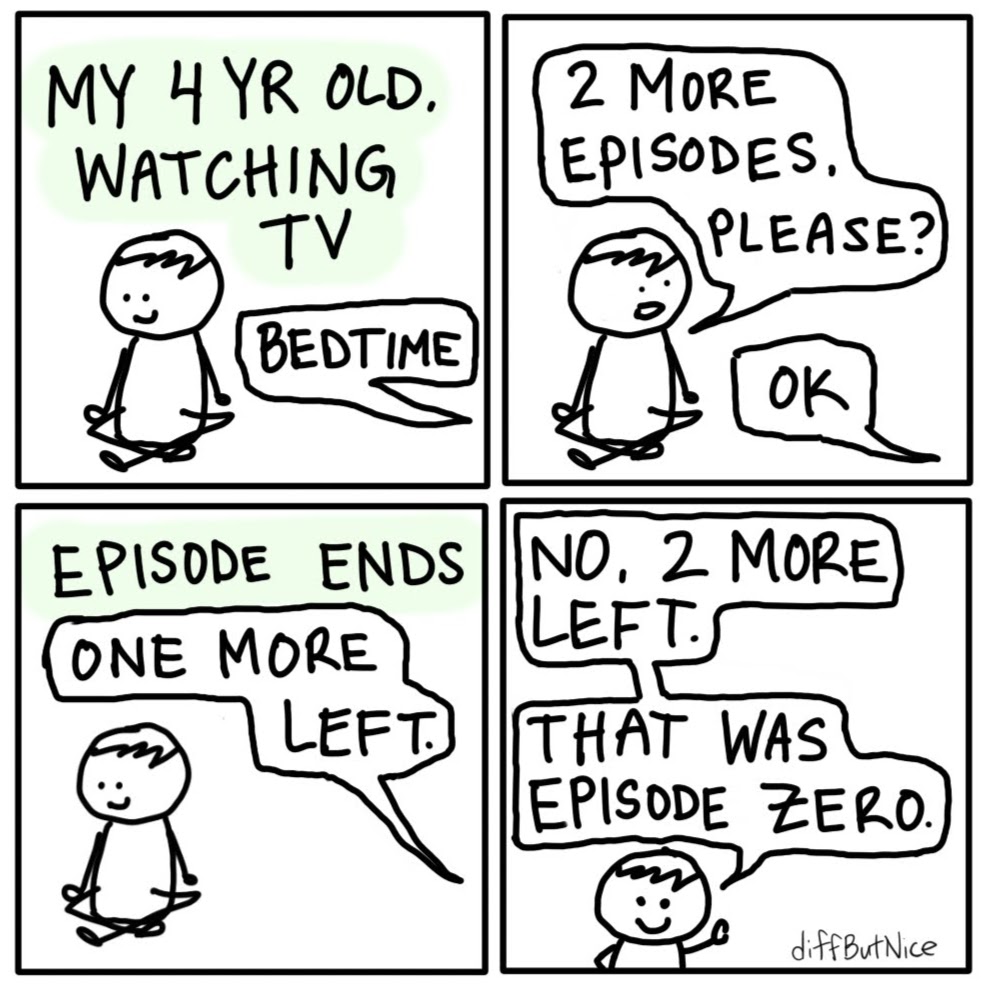 MY 4 YR OLD.
WATCHING
TV
BEDTIME
2 MORE
EPISODES.
PLEASE?
OK
EPISODE ENDS
ONE MORE
LEFT.
NO. 2 MORE
LEFT.
THAT WAS
EPISODE ZERO.
diffButNice